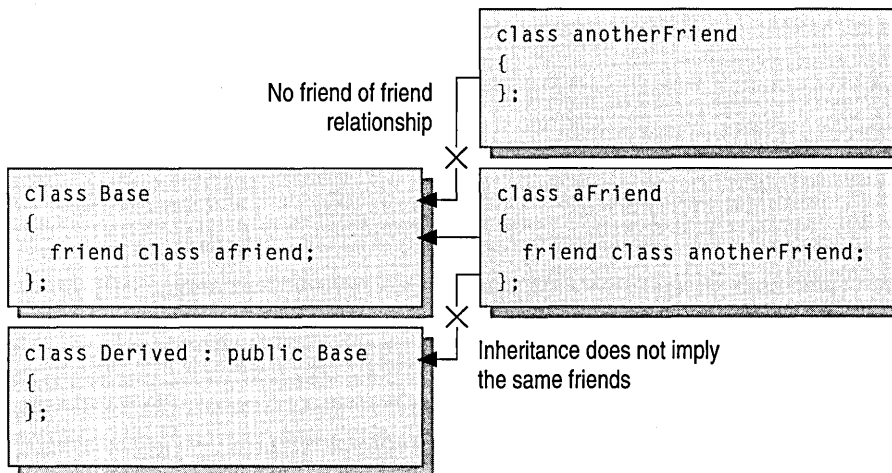 class anotherFriend
{
};
No friend of friend
relationship
class Base
{
  friend class afriend;
};
class aFriend
{
  friend class anotherFriend;
};
class Derived : public Base
{
};
Inheritance does not imply
the same friends